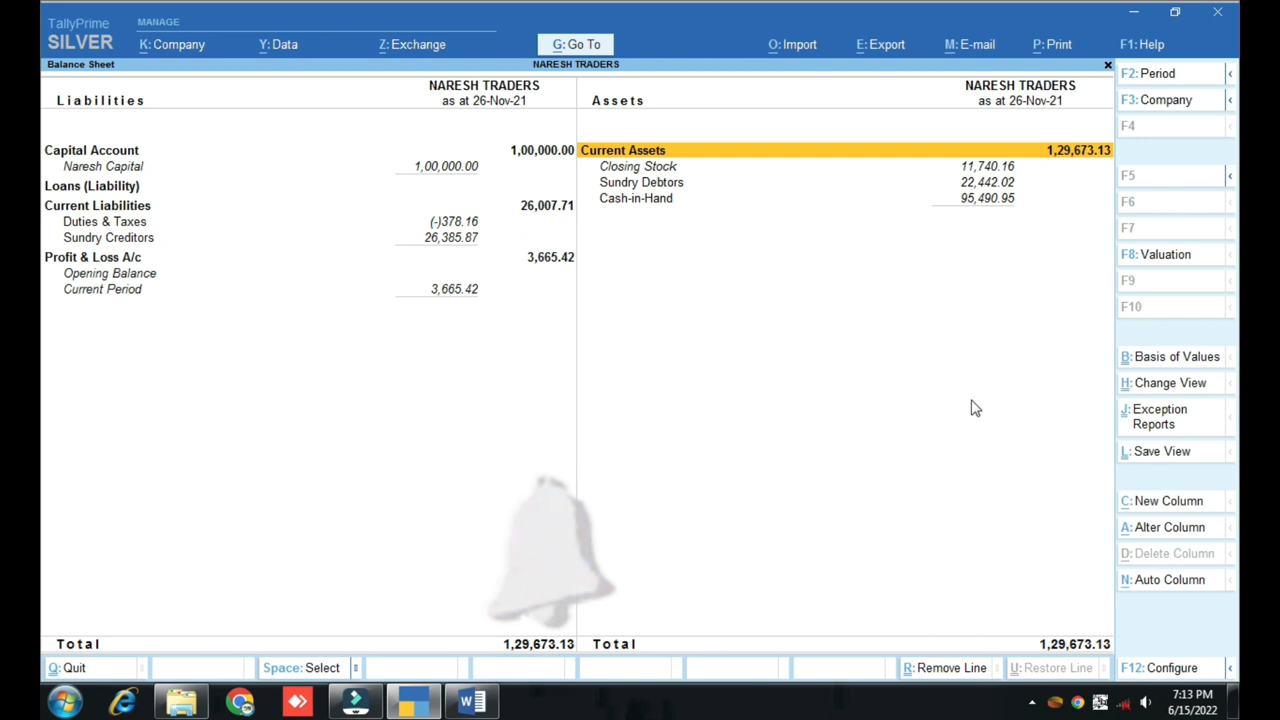 TallyPrime MANAGE
SILVER K: Company Y: Data Z: Exchange G: Go To O: Import E: Export M: E-mail P: Print F1: Help
Balance Sheet NARESH TRADERS x
Liabilities NARESH TRADERS Assets NARESH TRADERS
as at 26-Nov-21 as at 26-Nov-21
Capital Account 1,00,000.00 Current Assets 1,29,673.13
Naresh Capital 1,00,000.00 Closing Stock 11,740.16
Loans (Liability) Sundry Debtors 22,442.02
Current Liabilities 26,007.71 Cash-in-Hand 95,490.95
Duties & Taxes (-)378.16
Sundry Creditors 26,385.87
Profit & Loss A/c 3,665.42
Opening Balance
Current Period 3,665.42
Total 1,29,673.13 Total 1,29,673.13
F2: Period
F3: Company
F4
F5
F6
F7
F8: Valuation
F9
F10
B: Basis of Values
H: Change View
J: Exception
Reports
L: Save View
C: New Column
A: Alter Column
D: Delete Column
N: Auto Column
Q: Quit Space: Select R: Remove Line U: Restore Line F12: Configure
7:13 PM
6/15/2022